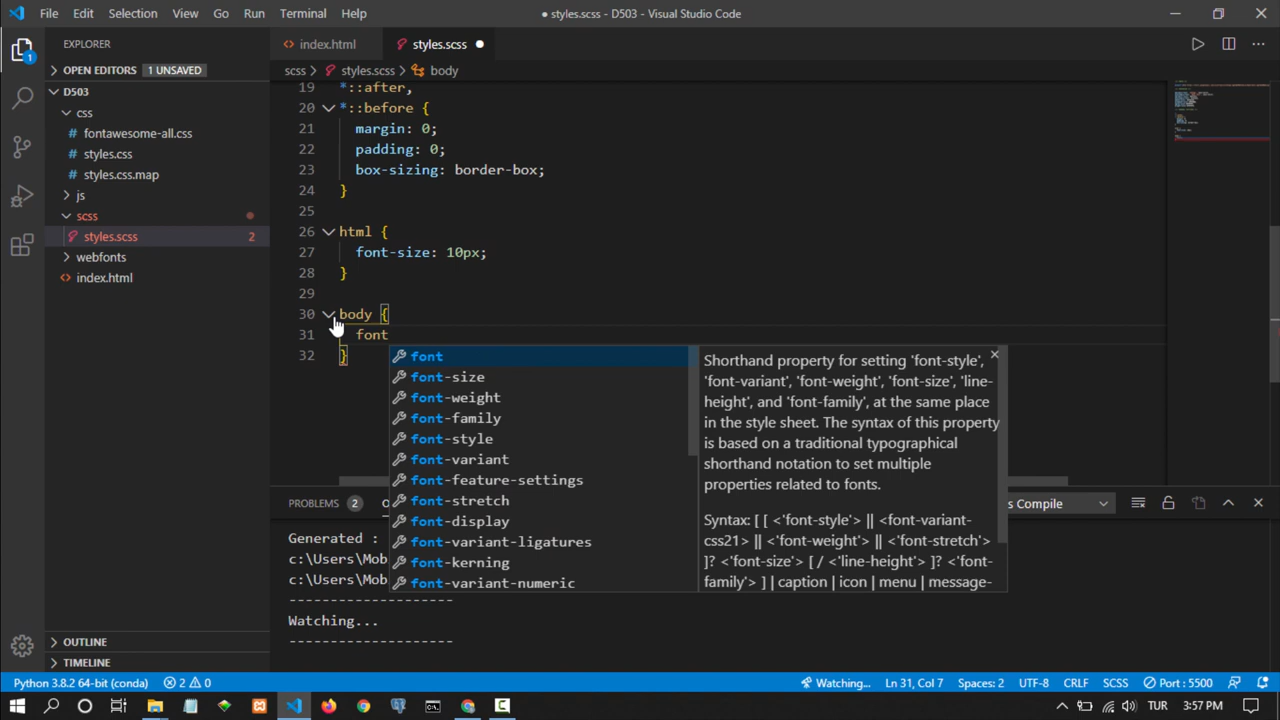 File Edit Selection View Go Run Terminal Help
● styles.scss - D503 - Visual Studio Code
EXPLORER
OPEN EDITORS 1 UNSAVED
D503
css
# fontawesome-all.css
# styles.css
# styles.css.map
js
scss
styles.scss 2
webfonts
<> index.html
OUTLINE
TIMELINE
1
<> index.html styles.scss ●
scss > styles.scss > body
19 *::after,
20 *::before {
21 margin: 0;
22 padding: 0;
23 box-sizing: border-box;
24 }
25
26 html {
27 font-size: 10px;
28 }
29
30 body {
31 font
32 }
font
font-size
font-weight
font-family
font-style
font-variant
font-feature-settings
font-stretch
font-display
font-variant-ligatures
font-kerning
font-variant-numeric
Shorthand property for setting 'font-style',
'font-variant', 'font-weight', 'font-size', 'line-
height', and 'font-family', at the same place
in the style sheet. The syntax of this property
is based on a traditional typographical
shorthand notation to set multiple
properties related to fonts.
Syntax: [ [ <'font-style'> || <font-variant-
css21> || <'font-weight'> || <'font-stretch'>
]? <'font-size'> [ / <'line-height'> ]? <'font-
family'> ] | caption | icon | menu | message-
PROBLEMS 2 O
s Compile
Generated :
c:\Users\Mob
c:\Users\Mob
--------------------
Watching...
--------------------
Python 3.8.2 64-bit (conda) 2 0 Watching... Ln 31, Col 7 Spaces: 2 UTF-8 CRLF SCSS Port : 5500
TUR 3:57 PM